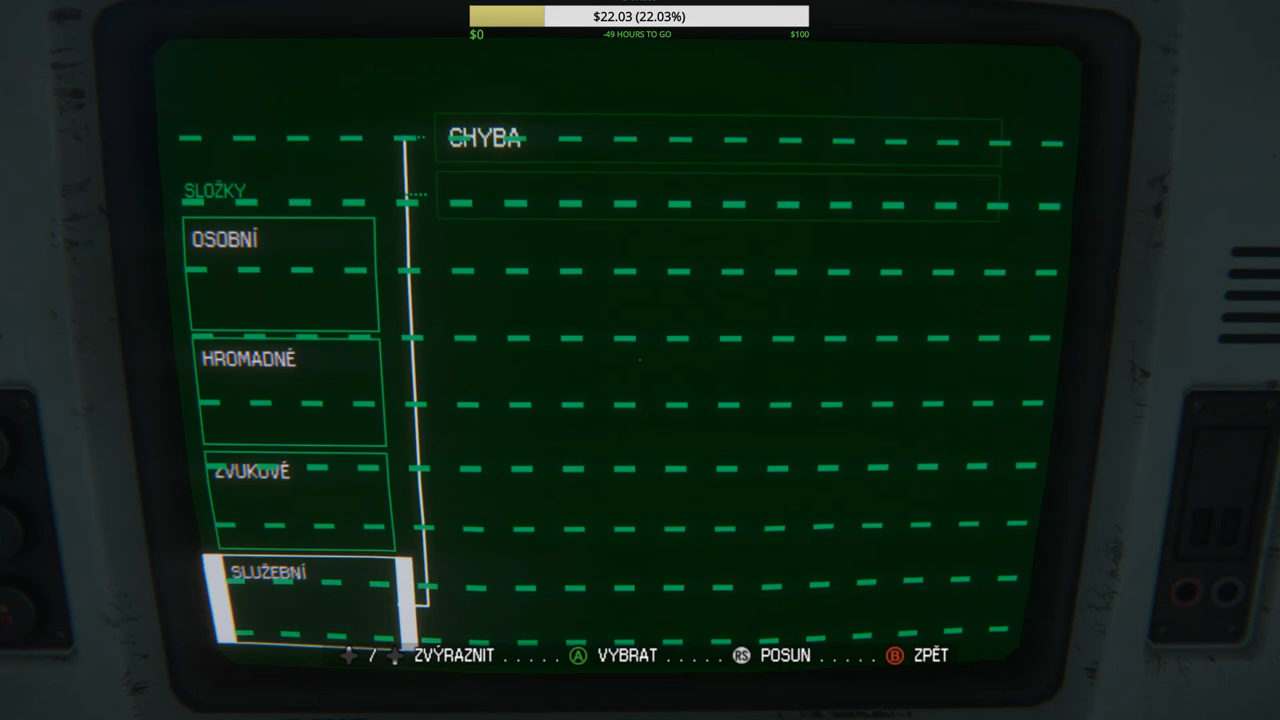 $22.03 (22.03%)
$0 -49 HOURS TO GO $100
CHYBA
SLOŽKY
OSOBNÍ
HROMADNÉ
ZVUKOVÉ
SLUŽEBNÍ
/ ZVÝRAZNIT ..... A VYBRAT ..... RS POSUN ..... B ZPĚT